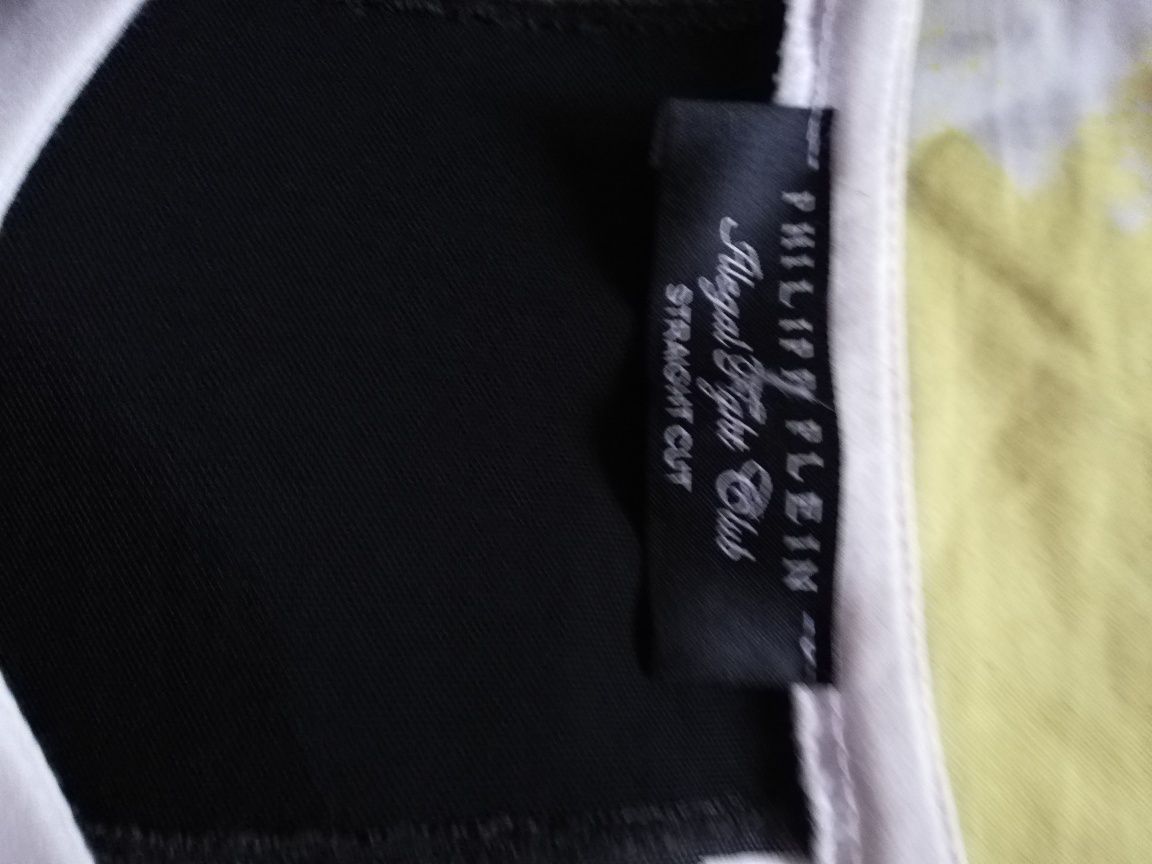 PHILIPP PLEIN
Illegal Fight Club
STRAIGHT CUT